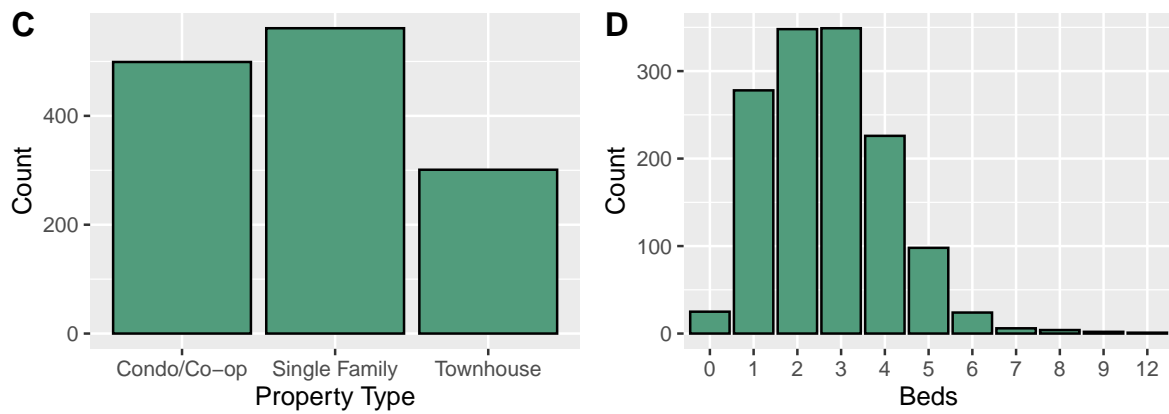 C
Count
400
200
0
Condo/Co−op Single Family Townhouse
Property Type
D
Count
300
200
100
0
0 1 2 3 4 5 6 7 8 9 12
Beds